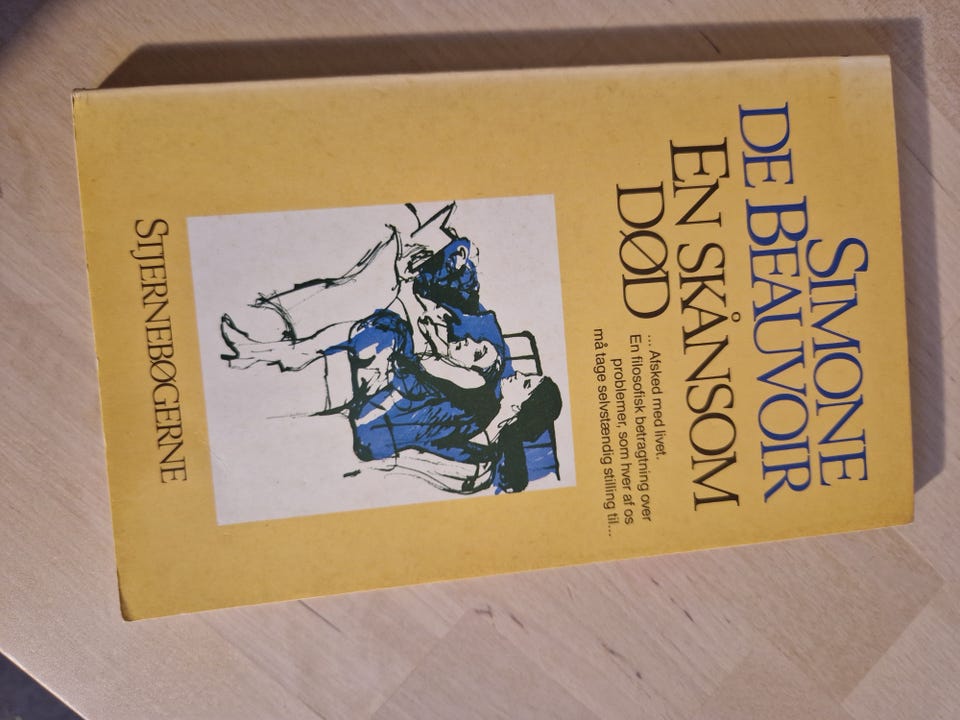 SIMONE
DE BEAUVOIR
EN SKÅNSOM
DØD
... Afsked med livet.
En filosofisk betragtning over
problemer, som hver af os
må tage selvstændig stilling til...
STJERNEBØGERNE